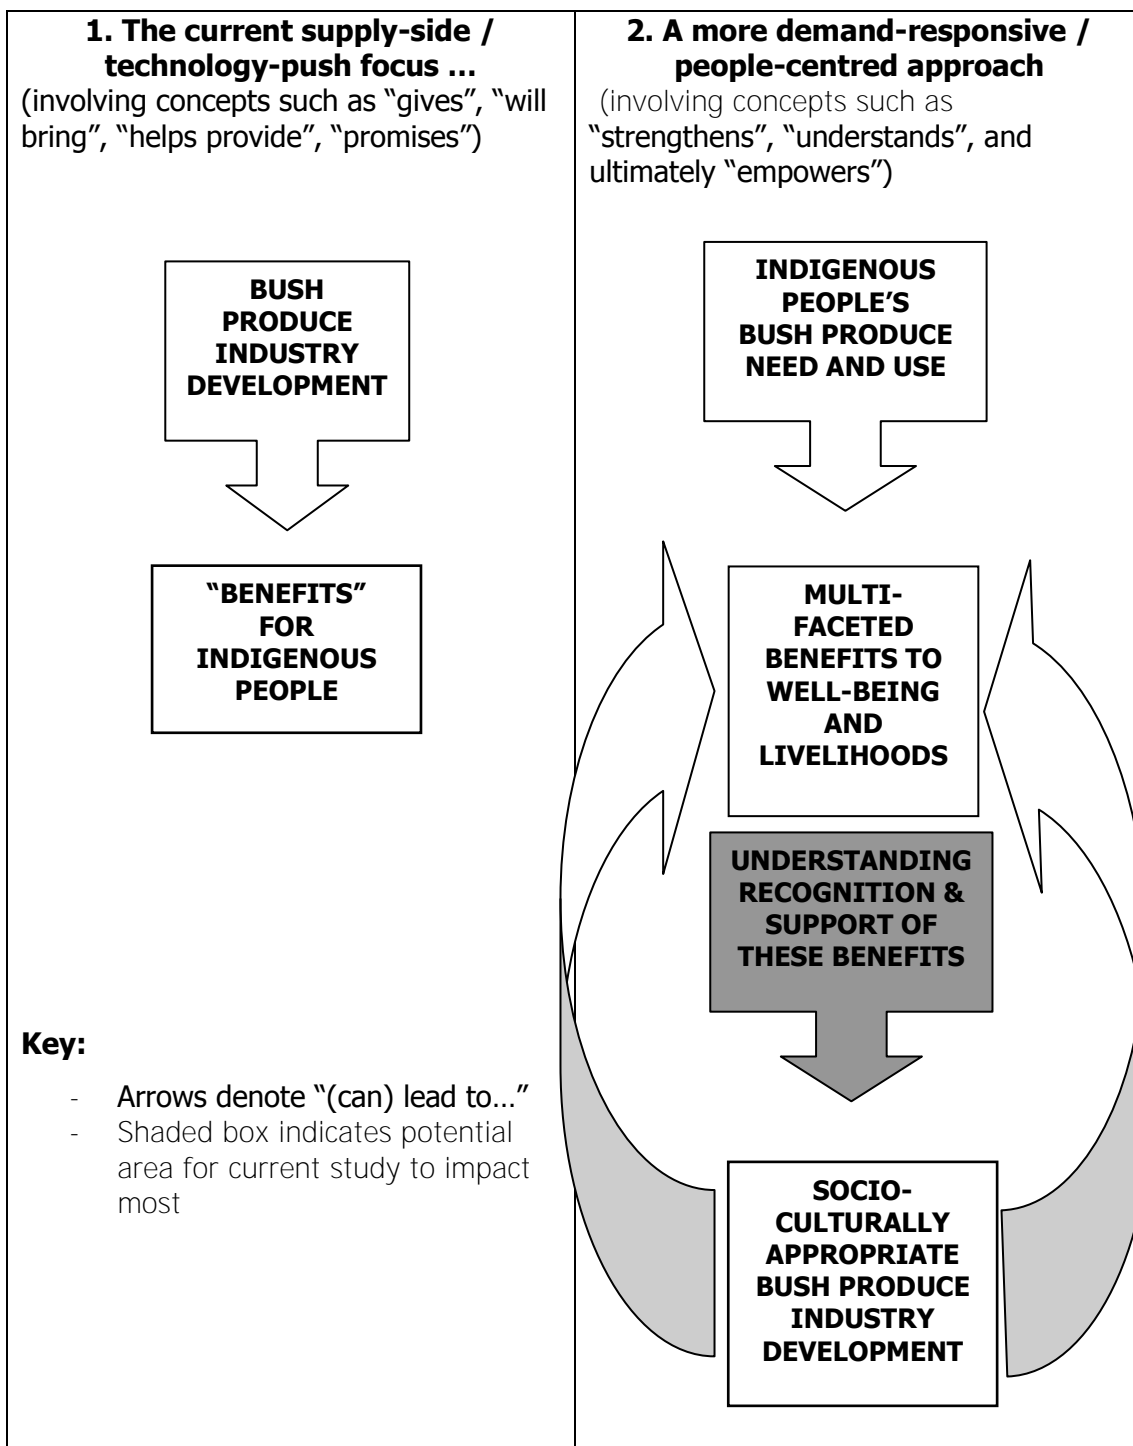 1. The current supply-side /
technology-push focus …
(involving concepts such as “gives”, “will
bring”, “helps provide”, “promises”)
BUSH
PRODUCE
INDUSTRY
DEVELOPMENT
“BENEFITS”
FOR
INDIGENOUS
PEOPLE
Key:
- Arrows denote “(can) lead to…”
- Shaded box indicates potential
area for current study to impact
most
2. A more demand-responsive /
people-centred approach
(involving concepts such as
“strengthens”, “understands”, and
ultimately “empowers”)
INDIGENOUS
PEOPLE’S
BUSH PRODUCE
NEED AND USE
MULTI-
FACETED
BENEFITS TO
WELL-BEING
AND
LIVELIHOODS
UNDERSTANDING
RECOGNITION &
SUPPORT OF
THESE BENEFITS
SOCIO-
CULTURALLY
APPROPRIATE
BUSH PRODUCE
INDUSTRY
DEVELOPMENT